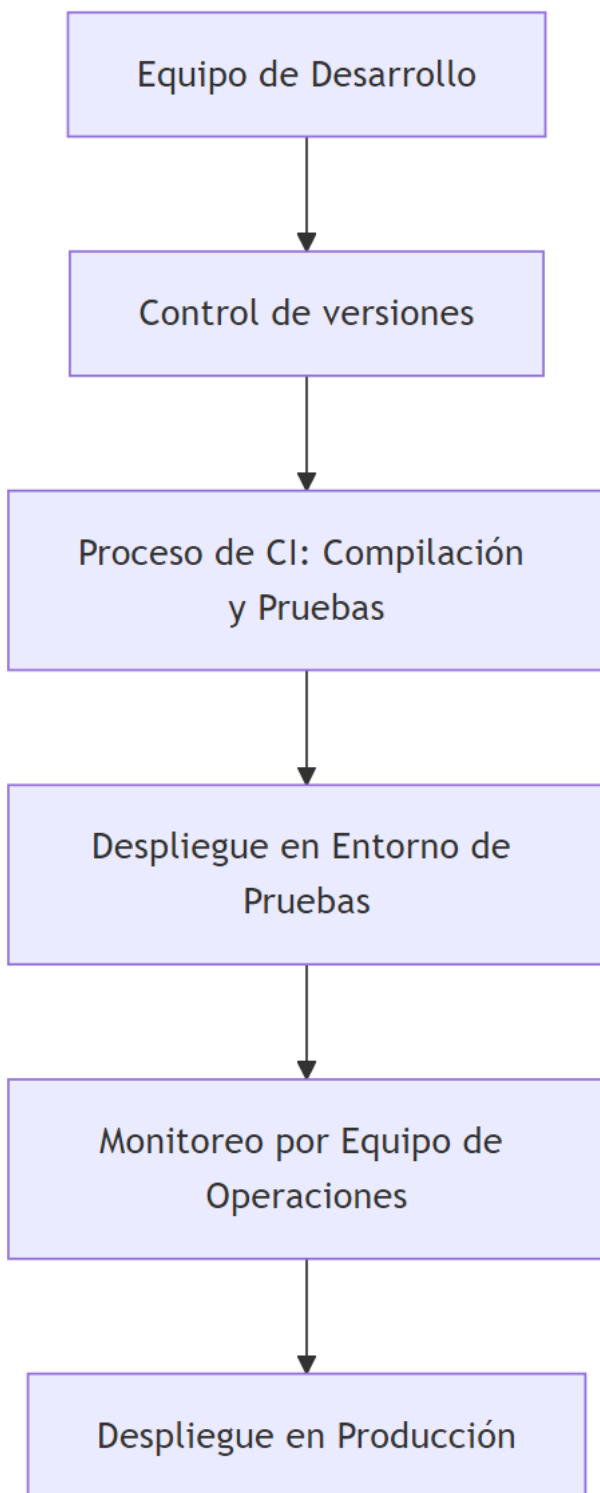 Equipo de Desarrollo
Control de versiones
Proceso de CI: Compilación
y Pruebas
Despliegue en Entorno de
Pruebas
Monitoreo por Equipo de
Operaciones
Despliegue en Producción